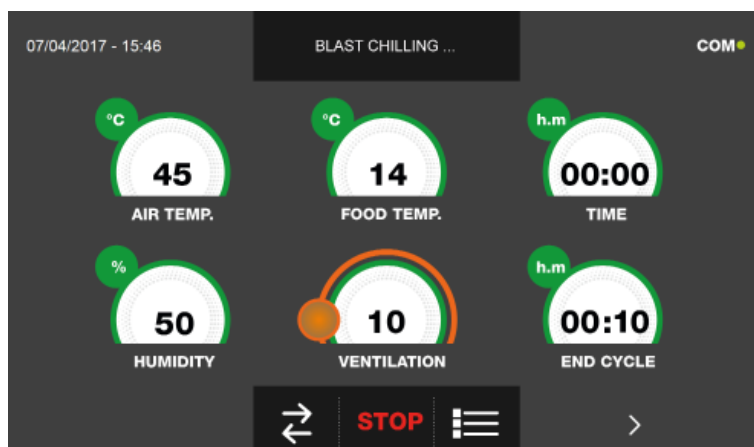 07/04/2017 - 15:46
BLAST CHILLING ...
COM
°C
45
AIR TEMP.
°C
14
FOOD TEMP.
h.m
00:00
TIME
%
50
HUMIDITY
10
VENTILATION
h.m
00:10
END CYCLE
STOP